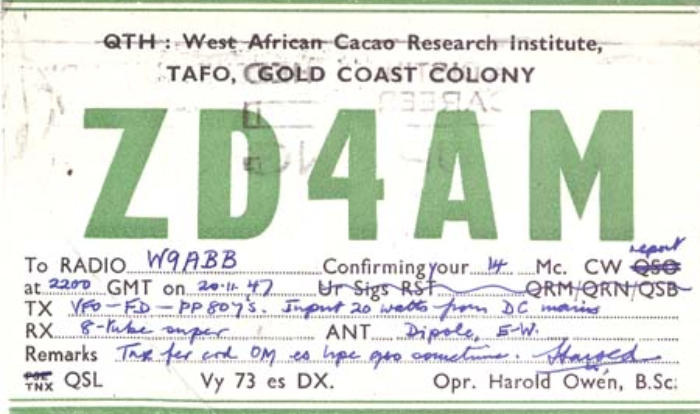 QTH : West African Cacao Research Institute,
TAFO, GOLD COAST COLONY
ZD4AM
To RADIO W9ABB Confirming your 14 Mc. CW QSO report
at 2200 GMT on 20.11.47 Ur Sigs RST QRM/QRN/QSB
TX VFO-FD-PP 807's. Input 20 watts from DC mains
RX 8-tube super ANT Dipole, E-W.
Remarks Tnx fer crd OM es hpe qso sometime. Harold
PSE
TNX QSL Vy 73 es DX. Opr. Harold Owen, B.Sc.